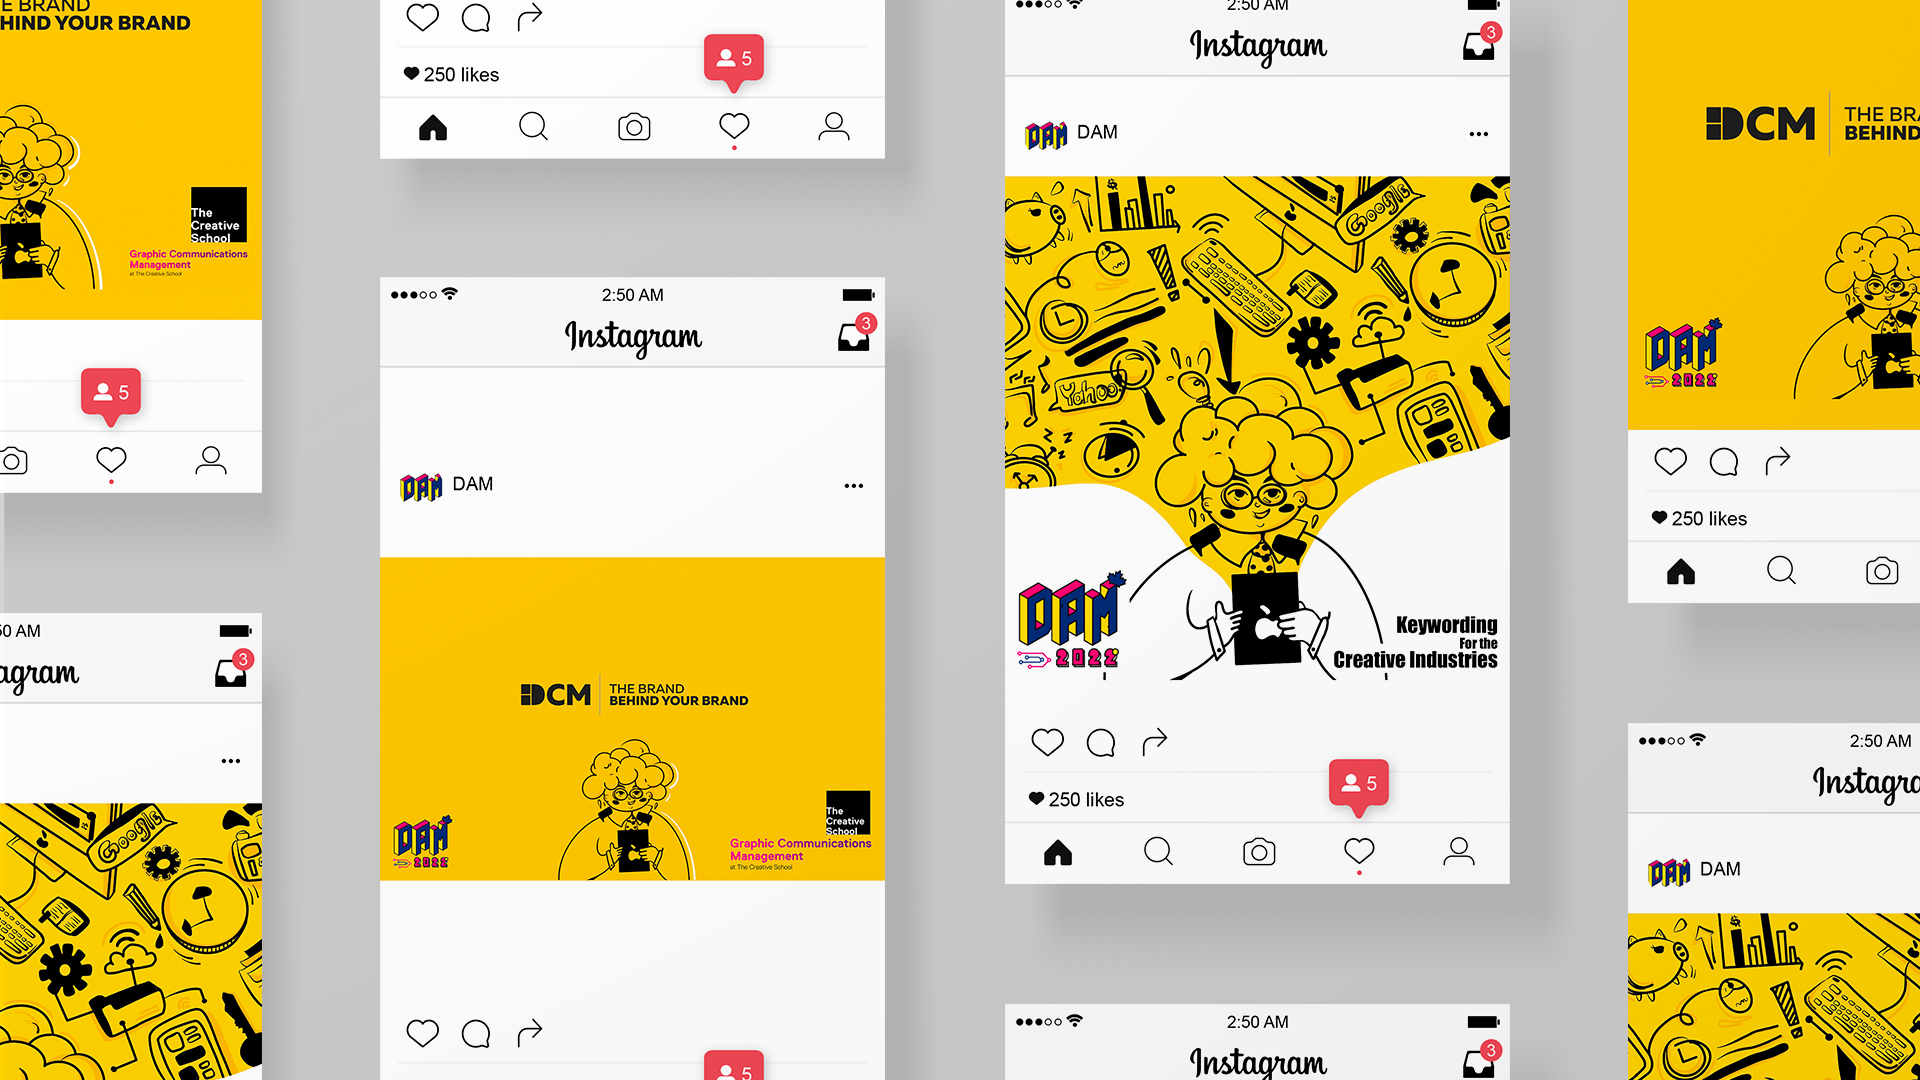 E BRAND
HIND YOUR BRAND
The
Creative
School
Graphic Communications
Management
at The Creative School
5
50 AM
agram
3
Google
250 likes
5
2:50 AM
Instagram
3
DAM
DAM
DCM
THE BRAND
BEHIND YOUR BRAND
DAM
2022
The
Creative
School
Graphic Communications
Management
at The Creative School
5
2:50 AM
Instagram
3
DAM
DAM
$
Google
Yahoo!
z z z
DAM
2022
Keywording
For the
Creative Industries
250 likes
5
2:50 AM
Instagram
3
DCM
THE BRA
BEHIND
DAM
2022
250 likes
2:50 AM
Instagra
DAM
DAM
$